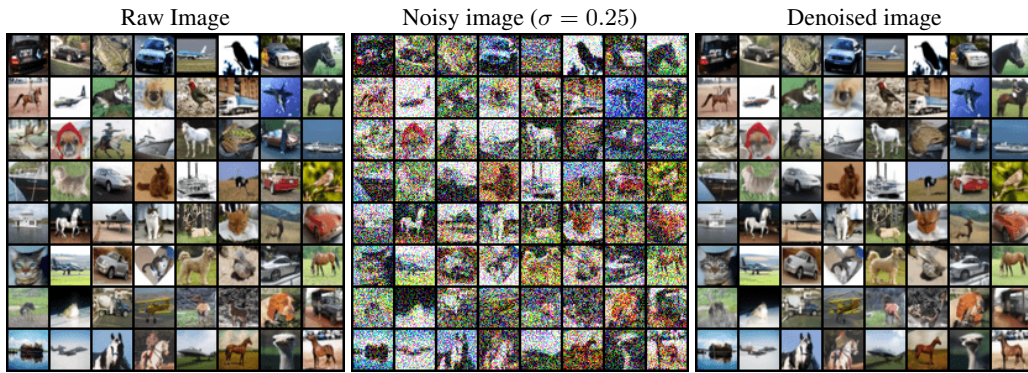 Raw Image
Noisy image (σ = 0.25)
Denoised image